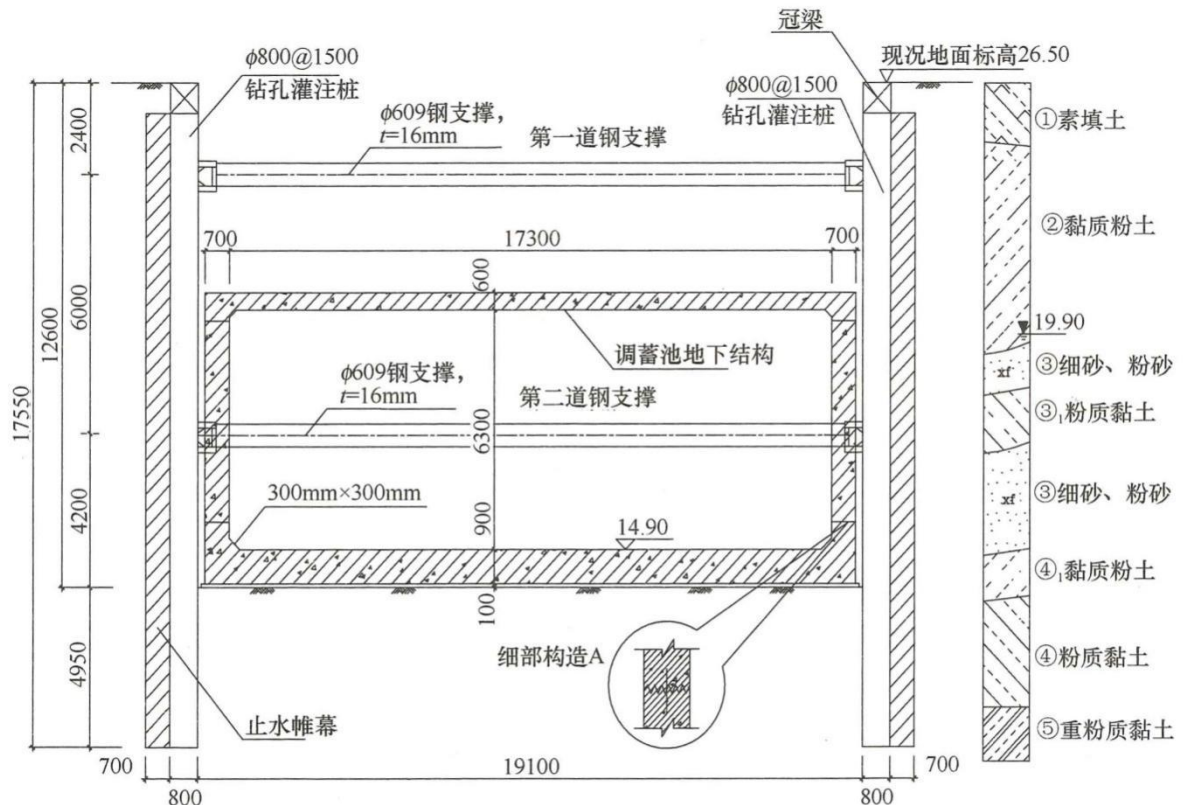 冠梁
现况地面标高26.50
ϕ800@1500
钻孔灌注桩
ϕ800@1500
钻孔灌注桩
ϕ609钢支撑，
t=16mm
第一道钢支撑
①素填土
2400
700
17300
700
②黏质粉土
600
6000
12600
17550
19.90
调蓄池地下结构
③细砂、粉砂
xf
ϕ609钢支撑，
t=16mm
第二道钢支撑
③₁粉质黏土
6300
300mm×300mm
③细砂、粉砂
xf
4200
900
14.90
④₁黏质粉土
100
细部构造A
④粉质黏土
4950
止水帷幕
⑤重粉质黏土
700
800
19100
800
700